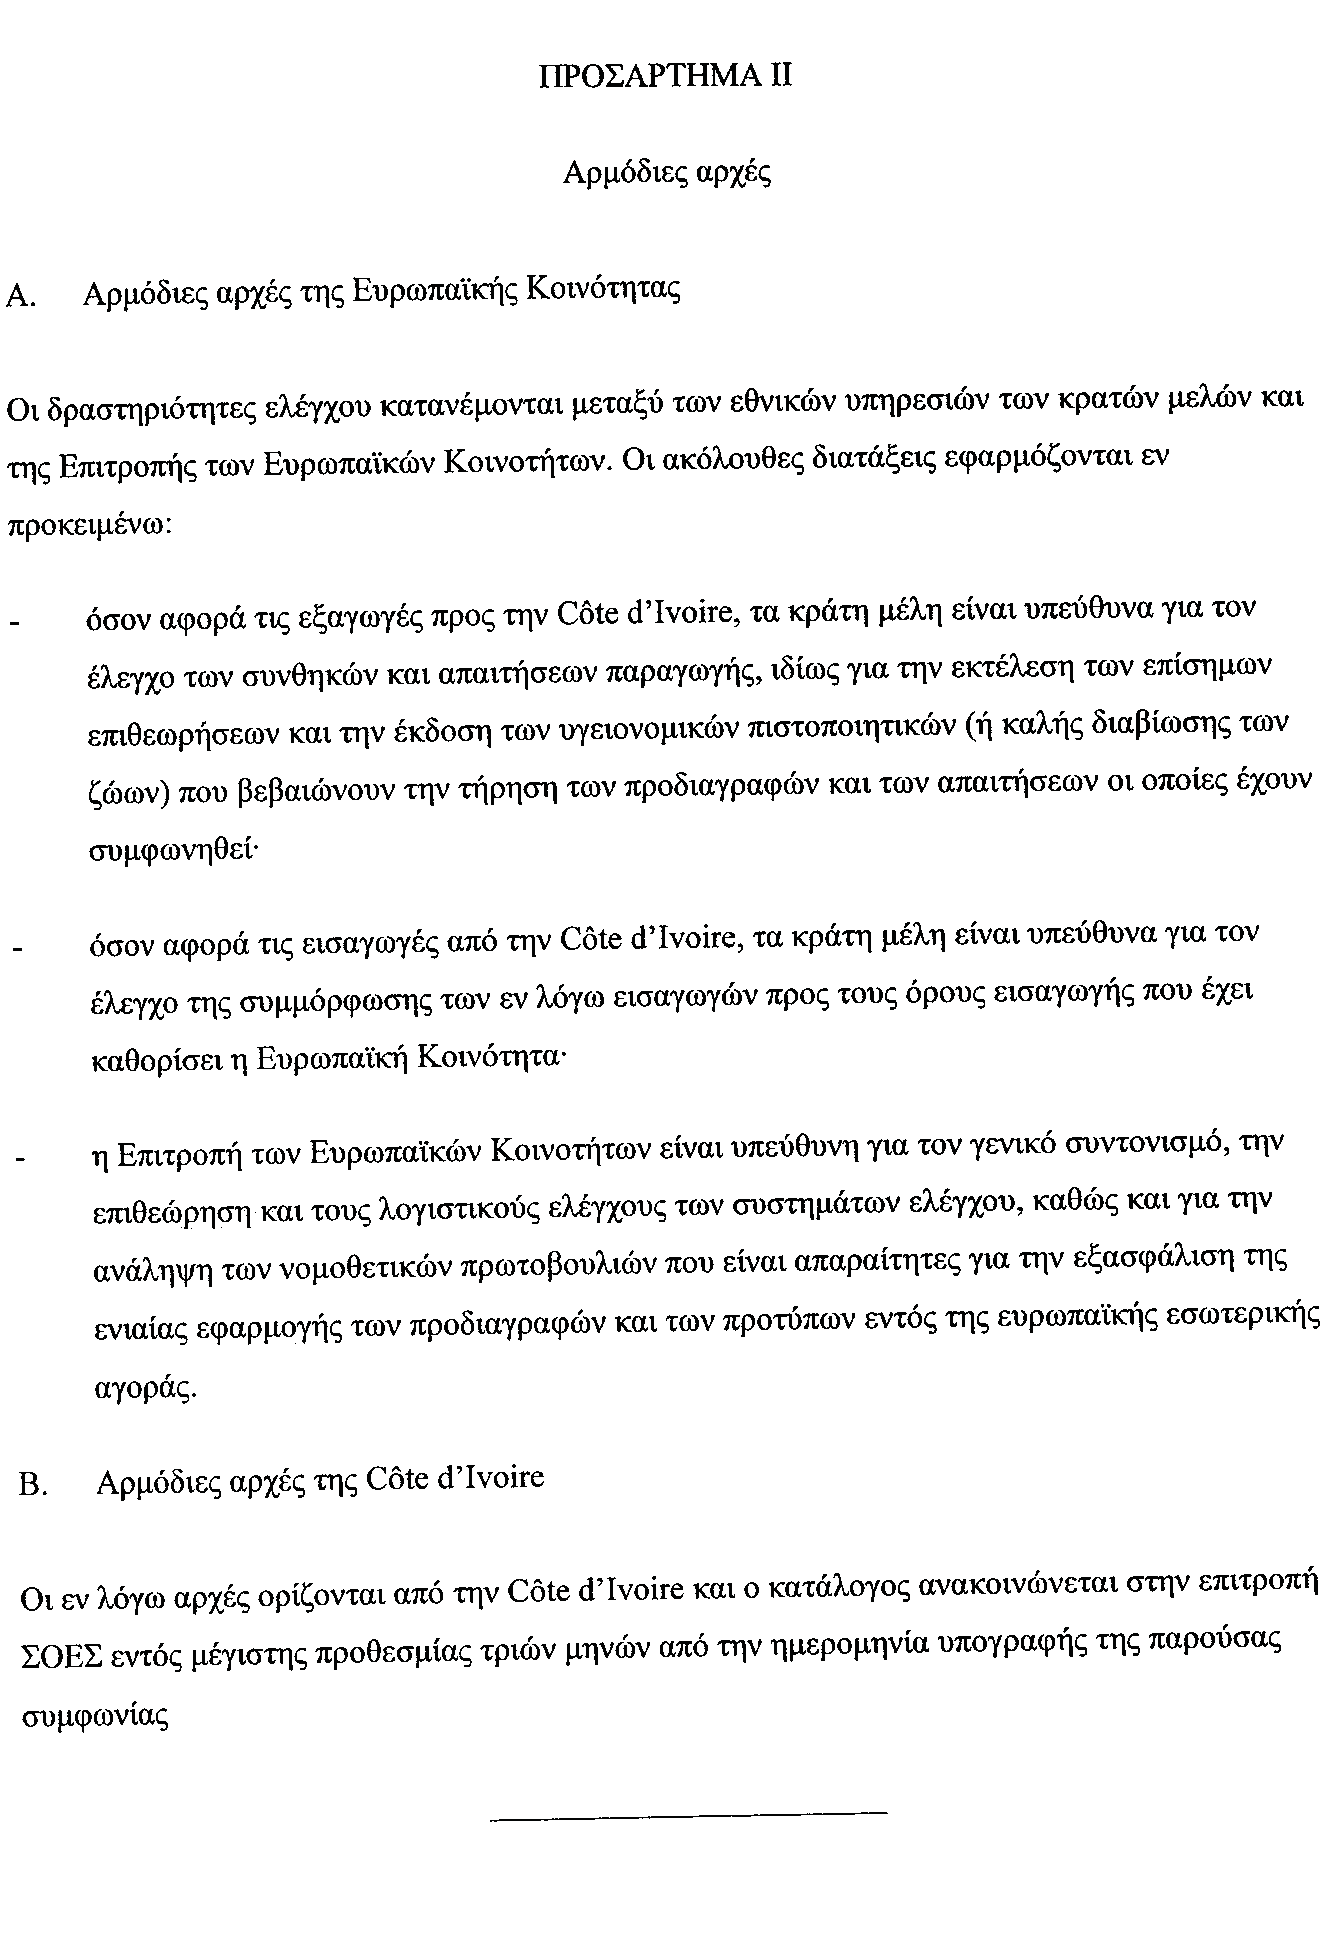 ΠΡΟΣΑΡΤΗΜΑ ΙΙ
Αρμόδιες αρχές
Α. Αρμόδιες αρχές της Ευρωπαϊκής Κοινότητας
Οι δραστηριότητες ελέγχου κατανέμονται μεταξύ των εθνικών υπηρεσιών των κρατών μελών και
της Επιτροπής των Ευρωπαϊκών Κοινοτήτων. Οι ακόλουθες διατάξεις εφαρμόζονται εν
προκειμένω:
- όσον αφορά τις εξαγωγές προς την Côte d’Ivoire, τα κράτη μέλη είναι υπεύθυνα για τον
έλεγχο των συνθηκών και απαιτήσεων παραγωγής, ιδίως για την εκτέλεση των επίσημων
επιθεωρήσεων και την έκδοση των υγειονομικών πιστοποιητικών (ή καλής διαβίωσης των
ζώων) που βεβαιώνουν την τήρηση των προδιαγραφών και των απαιτήσεων οι οποίες έχουν
συμφωνηθεί·
- όσον αφορά τις εισαγωγές από την Côte d’Ivoire, τα κράτη μέλη είναι υπεύθυνα για τον
έλεγχο της συμμόρφωσης των εν λόγω εισαγωγών προς τους όρους εισαγωγής που έχει
καθορίσει η Ευρωπαϊκή Κοινότητα·
- η Επιτροπή των Ευρωπαϊκών Κοινοτήτων είναι υπεύθυνη για τον γενικό συντονισμό, την
επιθεώρηση και τους λογιστικούς ελέγχους των συστημάτων ελέγχου, καθώς και για την
ανάληψη των νομοθετικών πρωτοβουλιών που είναι απαραίτητες για την εξασφάλιση της
ενιαίας εφαρμογής των προδιαγραφών και των προτύπων εντός της ευρωπαϊκής εσωτερικής
αγοράς.
Β. Αρμόδιες αρχές της Côte d’Ivoire
Οι εν λόγω αρχές ορίζονται από την Côte d’Ivoire και ο κατάλογος ανακοινώνεται στην επιτροπή
ΣΟΕΣ εντός μέγιστης προθεσμίας τριών μηνών από την ημερομηνία υπογραφής της παρούσας
συμφωνίας